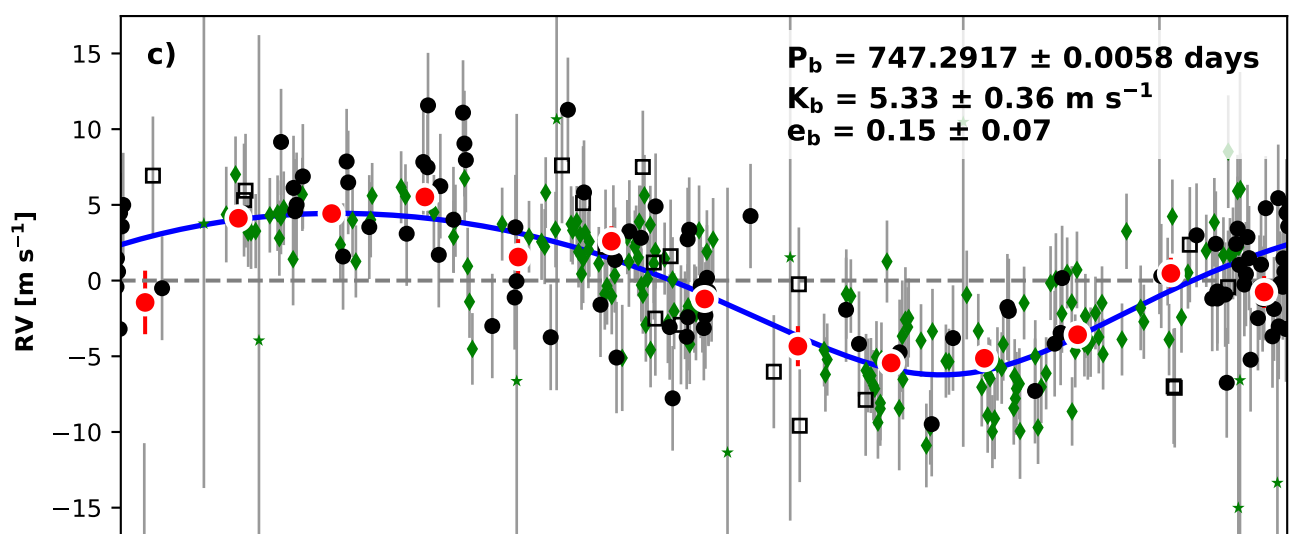 c)
P_b = 747.2917 ± 0.0058 days
K_b = 5.33 ± 0.36 m s⁻¹
e_b = 0.15 ± 0.07
RV [m s⁻¹]
15
10
5
0
−5
−10
−15